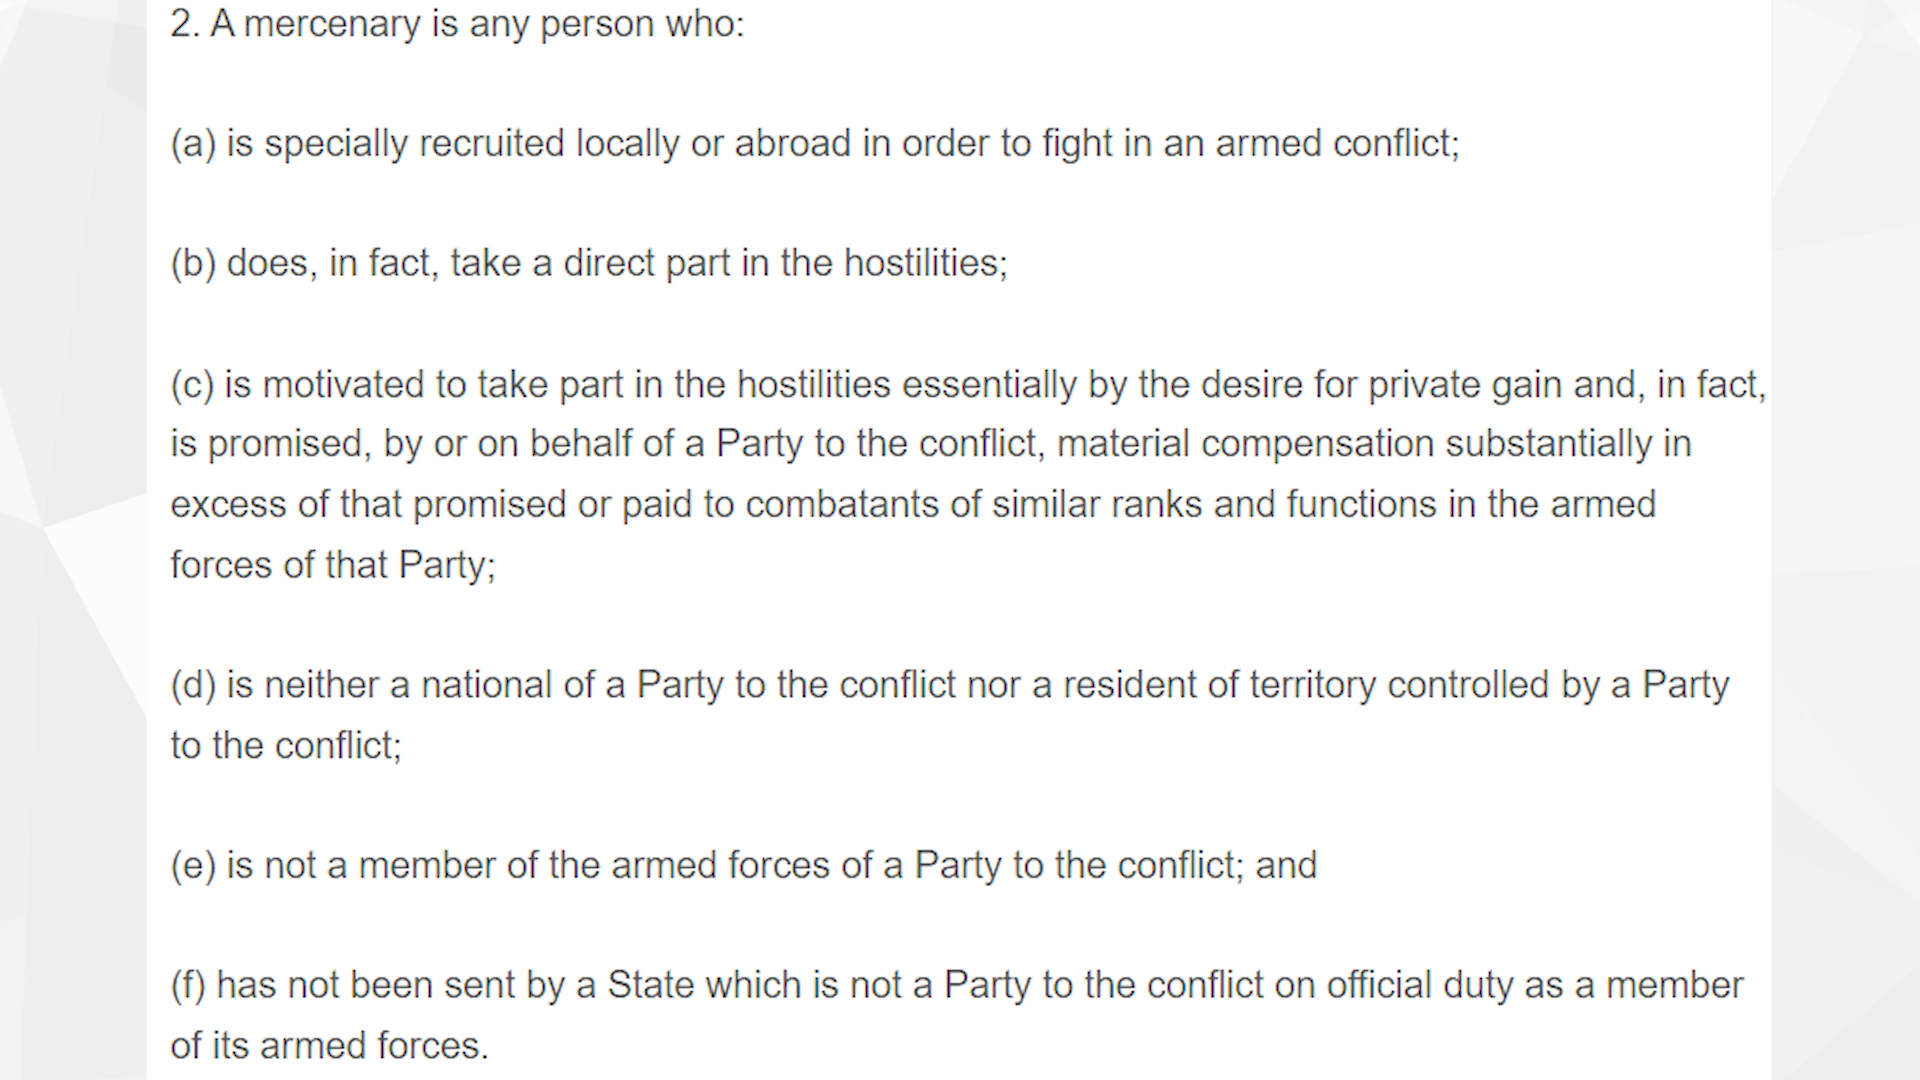 2. A mercenary is any person who:
(a) is specially recruited locally or abroad in order to fight in an armed conflict;
(b) does, in fact, take a direct part in the hostilities;
(c) is motivated to take part in the hostilities essentially by the desire for private gain and, in fact,
is promised, by or on behalf of a Party to the conflict, material compensation substantially in
excess of that promised or paid to combatants of similar ranks and functions in the armed
forces of that Party;
(d) is neither a national of a Party to the conflict nor a resident of territory controlled by a Party
to the conflict;
(e) is not a member of the armed forces of a Party to the conflict; and
(f) has not been sent by a State which is not a Party to the conflict on official duty as a member
of its armed forces.